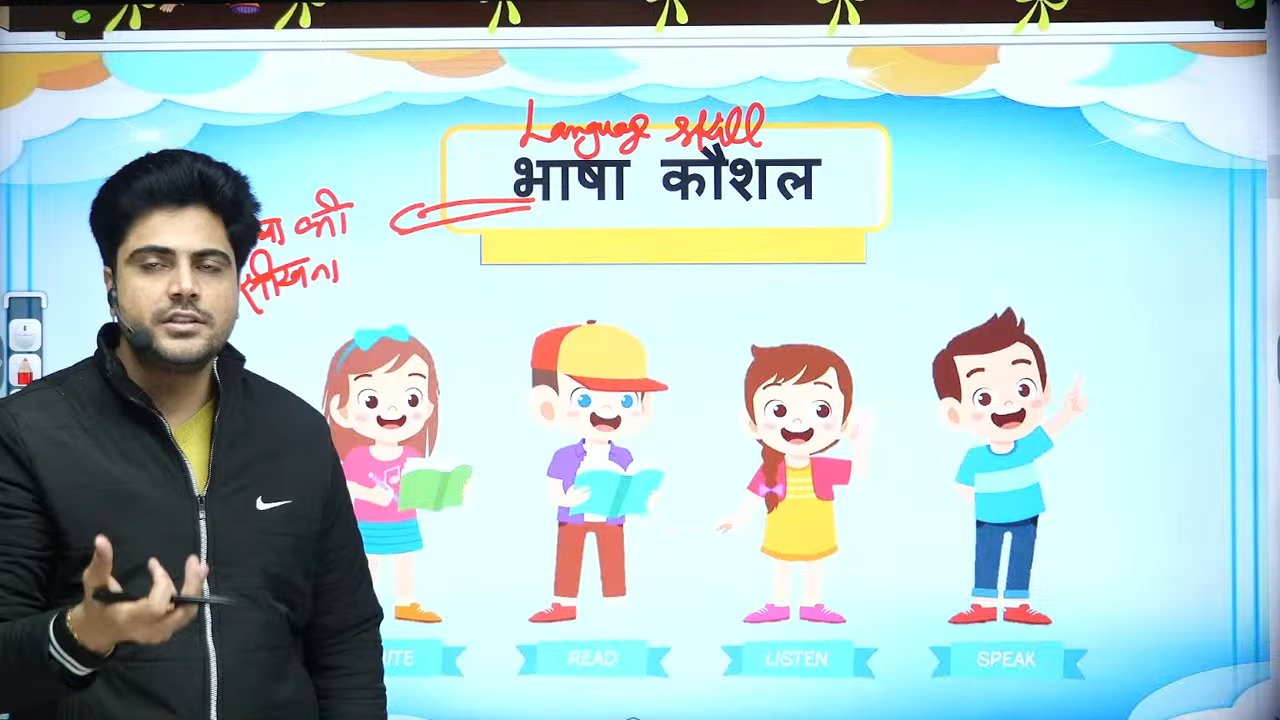 Language skill
भाषा कौशल
की
सीखना
READ
LISTEN
SPEAK